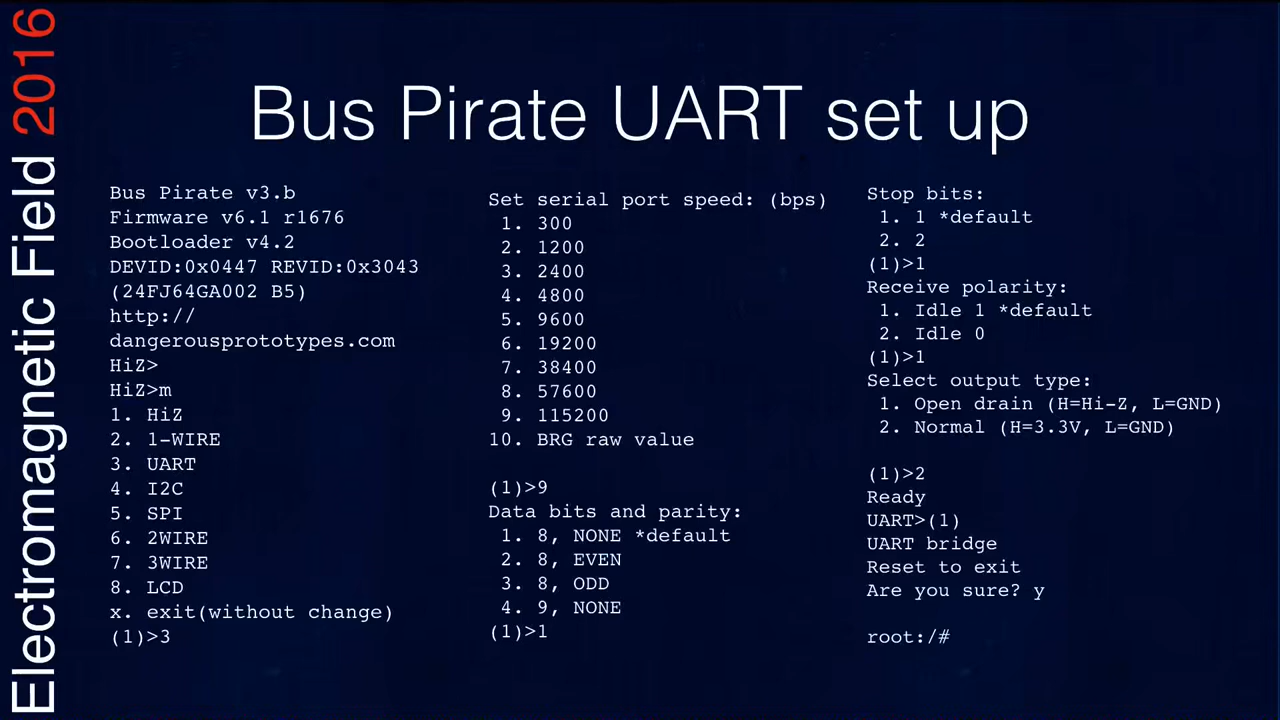 Electromagnetic Field 2016
Bus Pirate UART set up
Bus Pirate v3.b
Firmware v6.1 r1676
Bootloader v4.2
DEVID:0x0447 REVID:0x3043
(24FJ64GA002 B5)
http://
dangerousprototypes.com
HiZ>
HiZ>m
1. HiZ
2. 1-WIRE
3. UART
4. I2C
5. SPI
6. 2WIRE
7. 3WIRE
8. LCD
x. exit(without change)
(1)>3
Set serial port speed: (bps)
1. 300
2. 1200
3. 2400
4. 4800
5. 9600
6. 19200
7. 38400
8. 57600
9. 115200
10. BRG raw value
(1)>9
Data bits and parity:
1. 8, NONE *default
2. 8, EVEN
3. 8, ODD
4. 9, NONE
(1)>1
Stop bits:
1. 1 *default
2. 2
(1)>1
Receive polarity:
1. Idle 1 *default
2. Idle 0
(1)>1
Select output type:
1. Open drain (H=Hi-Z, L=GND)
2. Normal (H=3.3V, L=GND)
(1)>2
Ready
UART>(1)
UART bridge
Reset to exit
Are you sure? y
root:/#